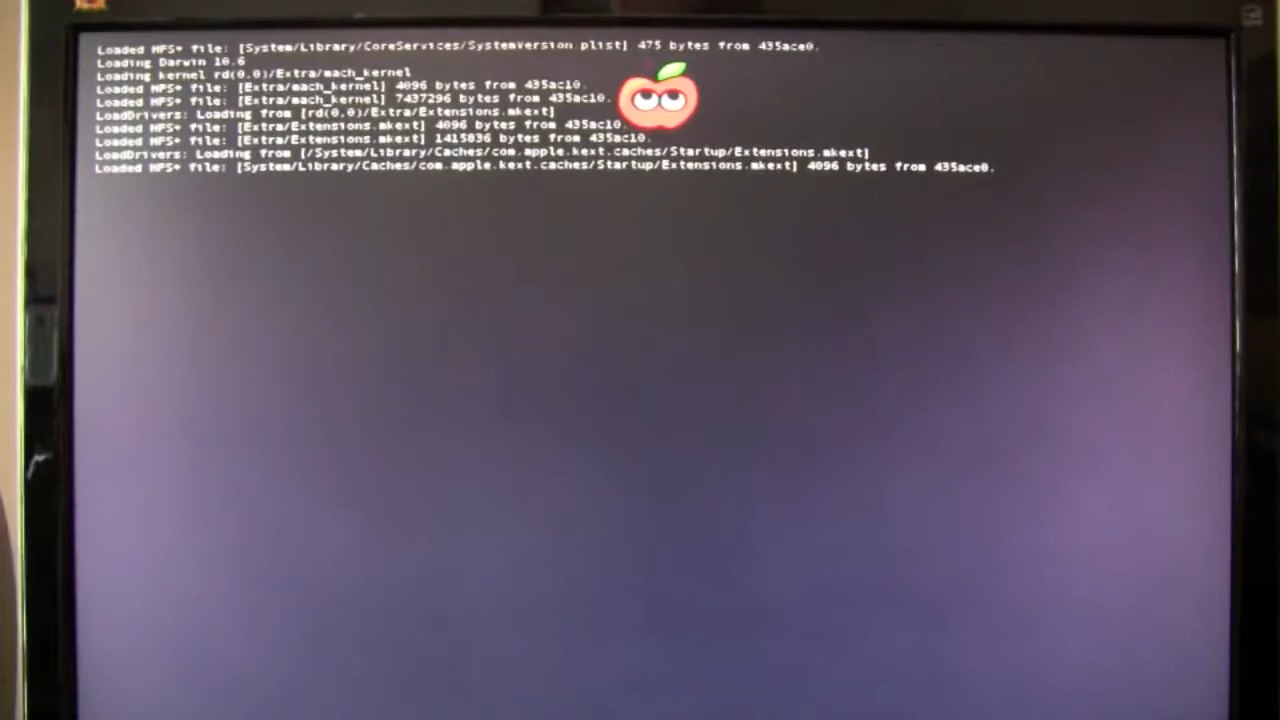 Loaded HFS+ file: [System/Library/CoreServices/SystemVersion.plist] 475 bytes from 435ace0.
Loading Darwin 10.6
Loading kernel rd(0,0)/Extra/mach_kernel
Loaded HFS+ file: [Extra/mach_kernel] 4096 bytes from 435ac10.
Loaded HFS+ file: [Extra/mach_kernel] 7437296 bytes from 435ac10.
LoadDrivers: Loading from [rd(0,0)/Extra/Extensions.mkext]
Loaded HFS+ file: [Extra/Extensions.mkext] 4096 bytes from 435ac10.
Loaded HFS+ file: [Extra/Extensions.mkext] 1415836 bytes from 435ac10.
LoadDrivers: Loading from [/System/Library/Caches/com.apple.kext.caches/Startup/Extensions.mkext]
Loaded HFS+ file: [System/Library/Caches/com.apple.kext.caches/Startup/Extensions.mkext] 4096 bytes from 435ace0.